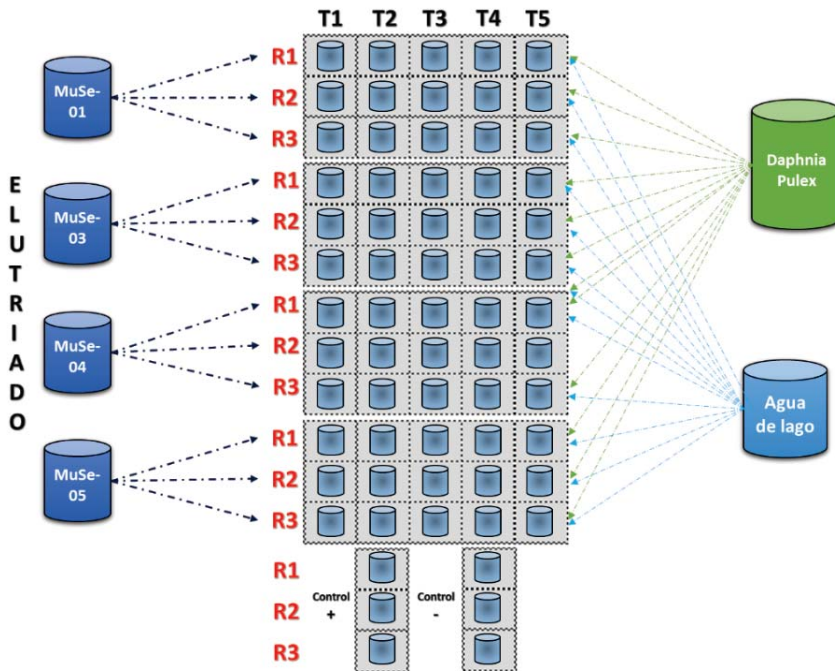 T1 T2 T3 T4 T5
ELUTRIADO
MuSe-
01
R1
R2
R3
MuSe-
03
R1
R2
R3
MuSe-
04
R1
R2
R3
MuSe-
05
R1
R2
R3
R1
R2
R3
Control
+
Control
-
Daphnia
Pulex
Agua
de lago